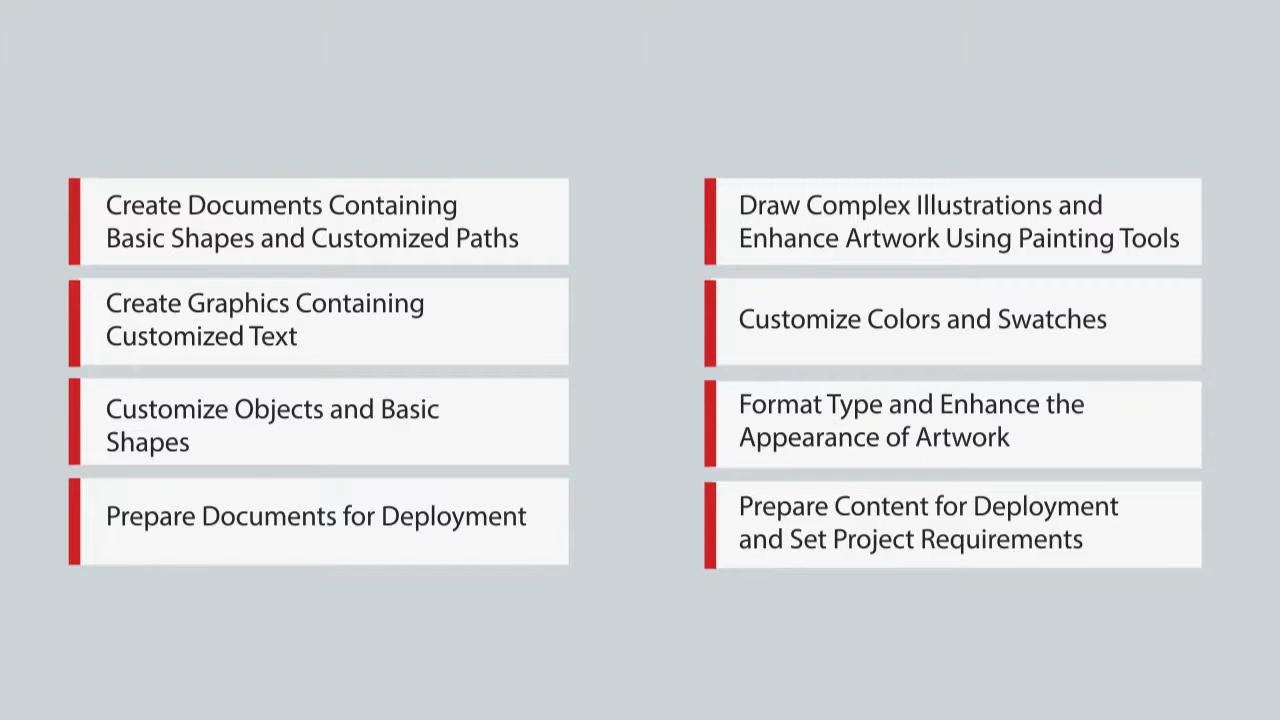 Create Documents Containing
Basic Shapes and Customized Paths
Create Graphics Containing
Customized Text
Customize Objects and Basic
Shapes
Prepare Documents for Deployment
Draw Complex Illustrations and
Enhance Artwork Using Painting Tools
Customize Colors and Swatches
Format Type and Enhance the
Appearance of Artwork
Prepare Content for Deployment
and Set Project Requirements